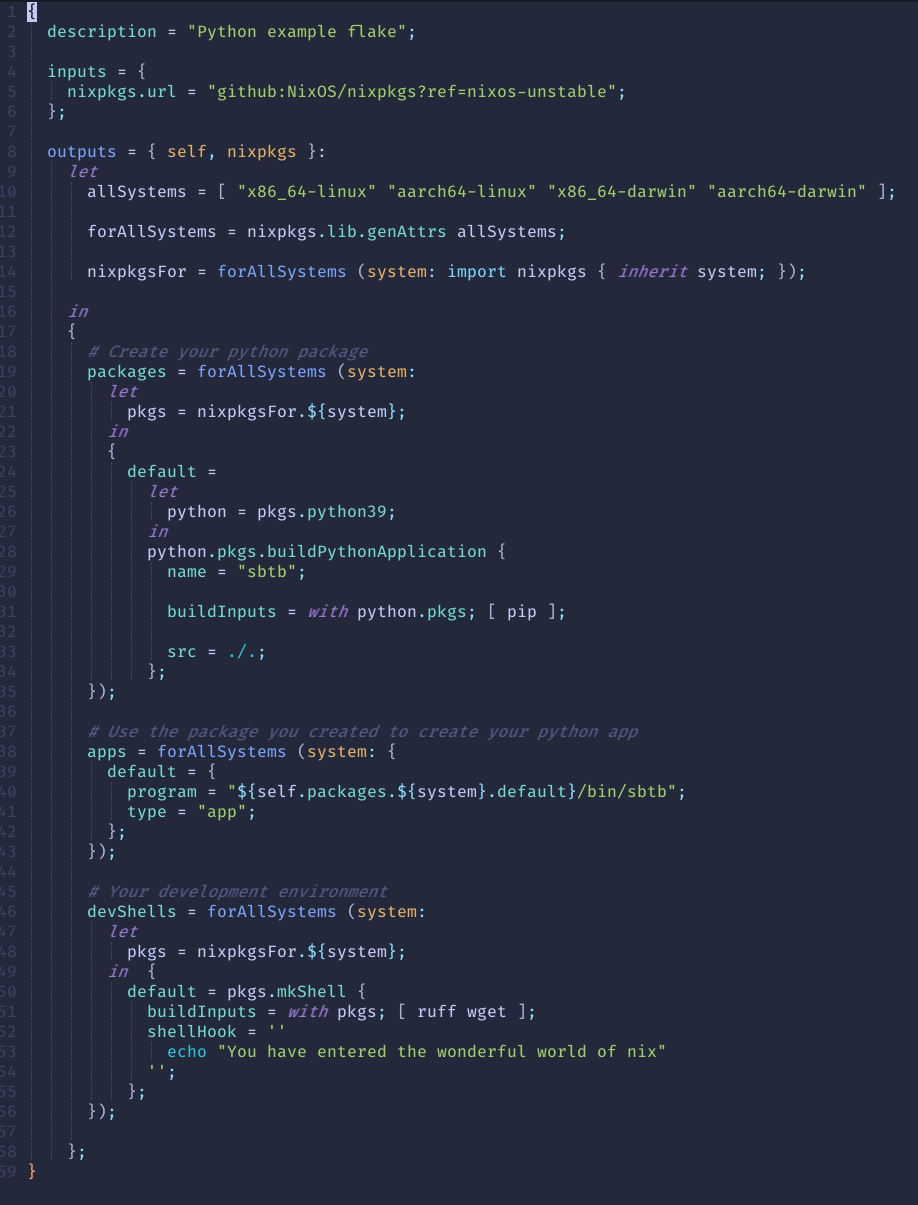 1 {
2 description = "Python example flake";
3
4 inputs = {
5 nixpkgs.url = "github:NixOS/nixpkgs?ref=nixos-unstable";
6 };
7
8 outputs = { self, nixpkgs }:
9 let
10 allSystems = [ "x86_64-linux" "aarch64-linux" "x86_64-darwin" "aarch64-darwin" ];
11
12 forAllSystems = nixpkgs.lib.genAttrs allSystems;
13
14 nixpkgsFor = forAllSystems (system: import nixpkgs { inherit system; });
15
16 in
17 {
18 # Create your python package
19 packages = forAllSystems (system:
20 let
21 pkgs = nixpkgsFor.${system};
22 in
23 {
24 default =
25 let
26 python = pkgs.python39;
27 in
28 python.pkgs.buildPythonApplication {
29 name = "sbtb";
30
31 buildInputs = with python.pkgs; [ pip ];
32
33 src = ./.;
34 };
35 });
36
37 # Use the package you created to create your python app
38 apps = forAllSystems (system: {
39 default = {
40 program = "${self.packages.${system}.default}/bin/sbtb";
41 type = "app";
42 };
43 });
44
45 # Your development environment
46 devShells = forAllSystems (system:
47 let
48 pkgs = nixpkgsFor.${system};
49 in {
50 default = pkgs.mkShell {
51 buildInputs = with pkgs; [ ruff wget ];
52 shellHook = ''
53 echo "You have entered the wonderful world of nix"
54 '';
55 };
56 });
57
58 };
59 }